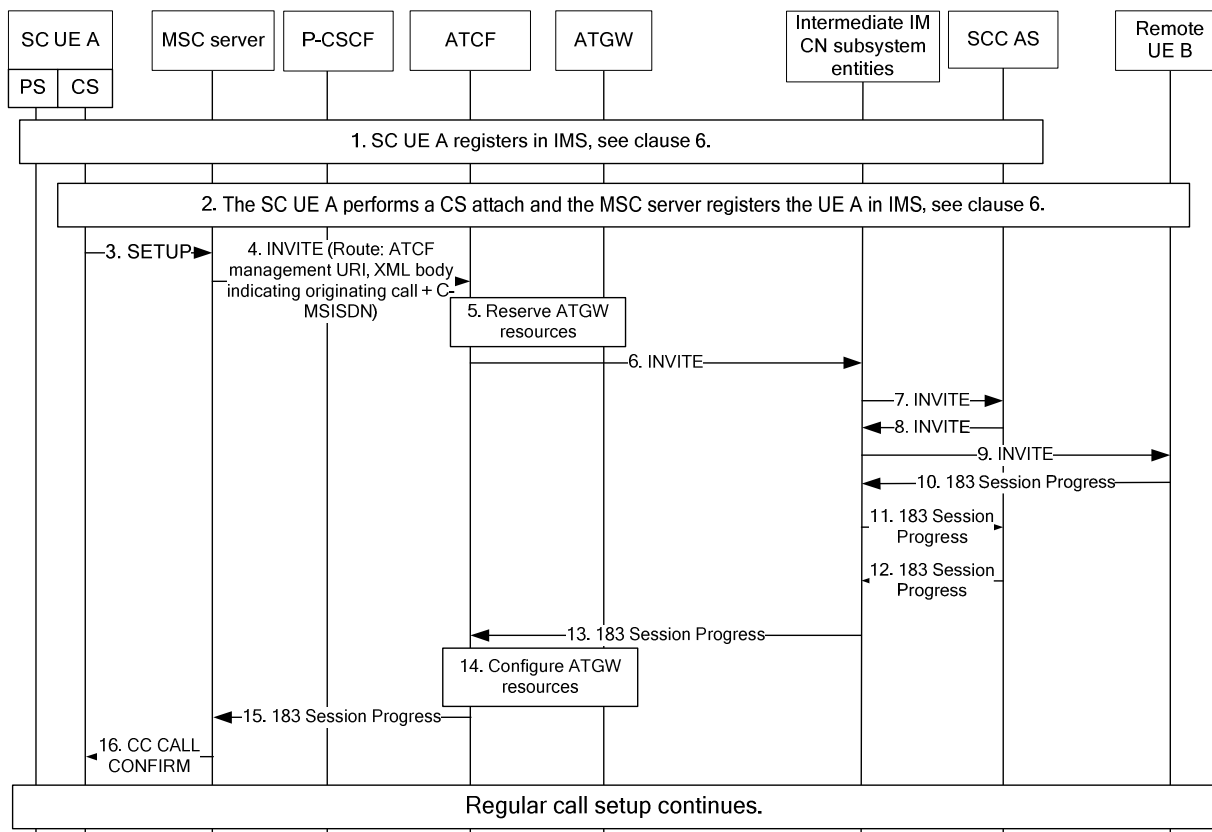 SC UE A
MSC server
P-CSCF
ATCF
ATGW
Intermediate IM
CN subsystem
entities
SCC AS
Remote
UE B
PS
CS
1. SC UE A registers in IMS, see clause 6.
2. The SC UE A performs a CS attach and the MSC server registers the UE A in IMS, see clause 6.
3. SETUP
4. INVITE (Route: ATCF
management URI, XML body
indicating originating call + C-
MSISDN)
5. Reserve ATGW
resources
6. INVITE
7. INVITE
8. INVITE
9. INVITE
10. 183 Session Progress
11. 183 Session
Progress
12. 183 Session
Progress
13. 183 Session Progress
14. Configure ATGW
resources
15. 183 Session Progress
16. CC CALL
CONFIRM
Regular call setup continues.